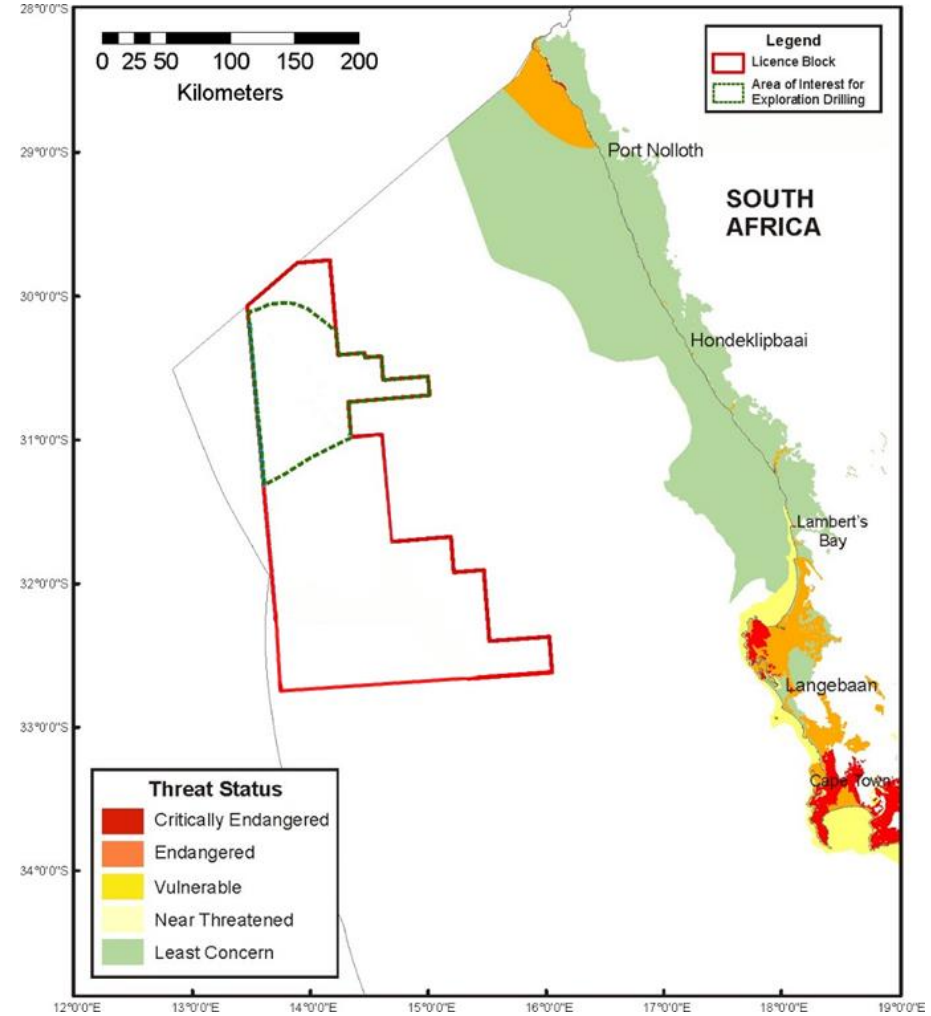 28°0'0"S
0 25 50 100 150 200
Kilometers
Legend
Licence Block
Area of Interest for
Exploration Drilling
29°0'0"S
Port Nolloth
SOUTH
AFRICA
30°0'0"S
Hondeklipbaai
31°0'0"S
Lambert's
Bay
32°0'0"S
Langebaan
33°0'0"S
Cape Town
Threat Status
Critically Endangered
Endangered
Vulnerable
Near Threatened
Least Concern
34°0'0"S
12°0'0"E 13°0'0"E 14°0'0"E 15°0'0"E 16°0'0"E 17°0'0"E 18°0'0"E 19°0'0"E